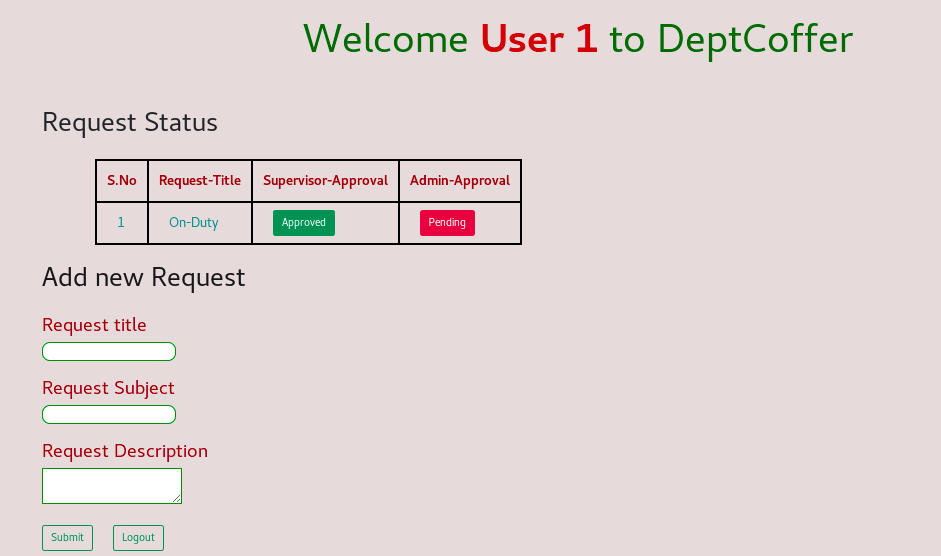 Welcome User 1 to DeptCoffer
Request Status
S.No Request-Title Supervisor-Approval Admin-Approval
1 On-Duty Approved Pending
Add new Request
Request title
Request Subject
Request Description
Submit Logout